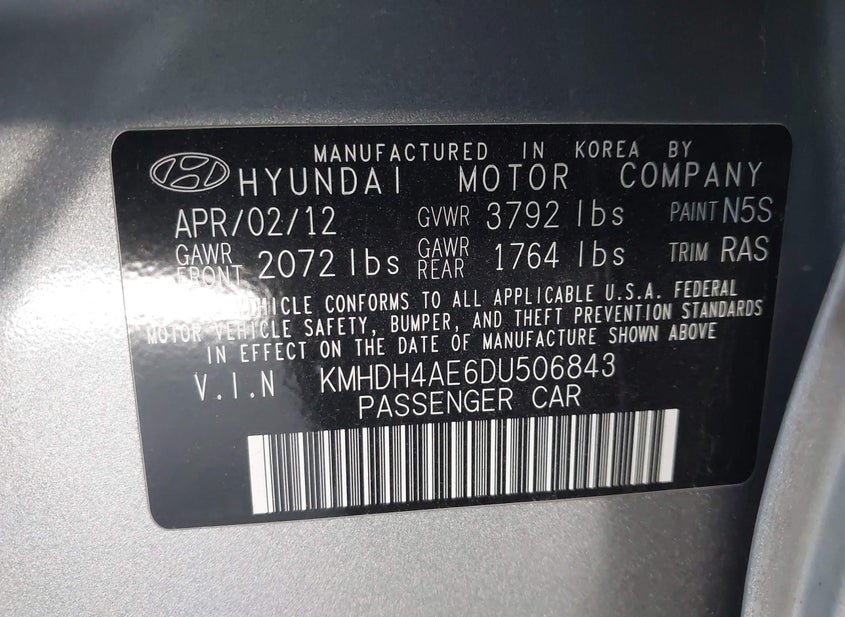 MANUFACTURED IN KOREA BY
HYUNDAI MOTOR COMPANY
APR/02/12 GVWR 3792 lbs PAINT N5S
GAWR FRONT 2072 lbs GAWR REAR 1764 lbs TRIM RAS
VEHICLE CONFORMS TO ALL APPLICABLE U.S.A. FEDERAL
MOTOR VEHICLE SAFETY, BUMPER, AND THEFT PREVENTION STANDARDS
IN EFFECT ON THE DATE OF MANUFACTURE SHOWN ABOVE
V.I.N KMHDH4AE6DU506843
PASSENGER CAR